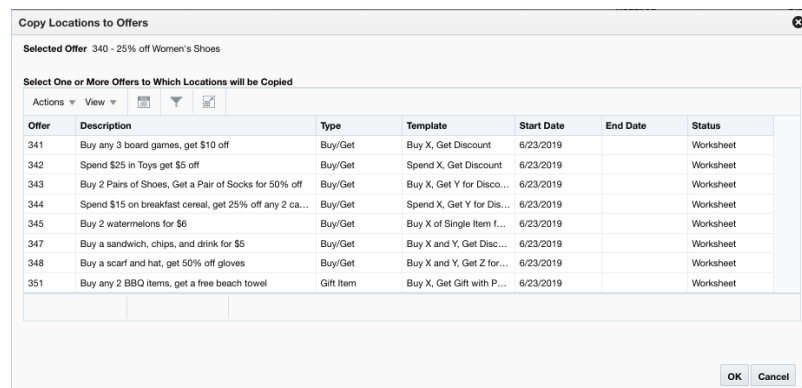 Copy Locations to Offers
Selected Offer 340 - 25% off Women's Shoes
Select One or More Offers to Which Locations will be Copied
Actions View
Offer Description Type Template Start Date End Date Status
341 Buy any 3 board games, get $10 off Buy/Get Buy X, Get Discount 6/23/2019 Worksheet
342 Spend $25 in Toys get $5 off Buy/Get Spend X, Get Discount 6/23/2019 Worksheet
343 Buy 2 Pairs of Shoes, Get a Pair of Socks for 50% off Buy/Get Buy X, Get Y for Disco... 6/23/2019 Worksheet
344 Spend $15 on breakfast cereal, get 25% off any 2 ca... Buy/Get Spend X, Get Y for Dis... 6/23/2019 Worksheet
345 Buy 2 watermelons for $6 Buy/Get Buy X of Single Item f... 6/23/2019 Worksheet
347 Buy a sandwich, chips, and drink for $5 Buy/Get Buy X and Y, Get Disc... 6/23/2019 Worksheet
348 Buy a scarf and hat, get 50% off gloves Buy/Get Buy X and Y, Get Z for... 6/23/2019 Worksheet
351 Buy any 2 BBQ items, get a free beach towel Gift Item Buy X, Get Gift with P... 6/23/2019 Worksheet
OK Cancel